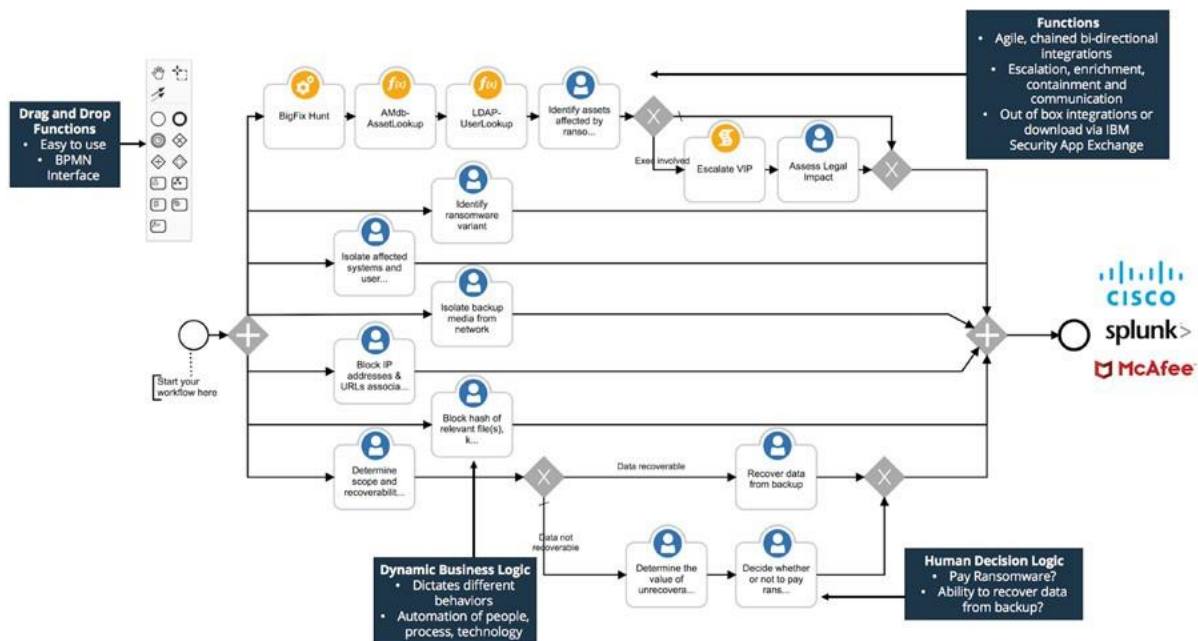 Functions
• Agile, chained bi-directional
integrations
• Escalation, enrichment,
containment and
communication
• Out of box integrations or
download via IBM
Security App Exchange
Drag and Drop
Functions
• Easy to use
• BPMN
Interface
f(x)
f(x)
BigFix Hunt
AMdb-
AssetLookup
LDAP-
UserLookup
Identify assets
affected by
ranso...
X
Exec involved
Escalate VIP
Assess Legal
Impact
X
Identify
ransomware
variant
Isolate affected
systems and
user...
Isolate backup
media from
network
Start your
workflow here
Block IP
addresses &
URLs associa...
Block hash of
relevant file(s),
k...
Determine
scope and
recoverabilit...
X
Data recoverable
Recover data
from backup
X
Data not
recoverable
Determine the
value of
unrecovera...
Decide whether
or not to pay
rans...
CISCO
splunk>
McAfee
Dynamic Business Logic
• Dictates different
behaviors
• Automation of people,
process, technology
Human Decision Logic
• Pay Ransomware?
• Ability to recover data
from backup?